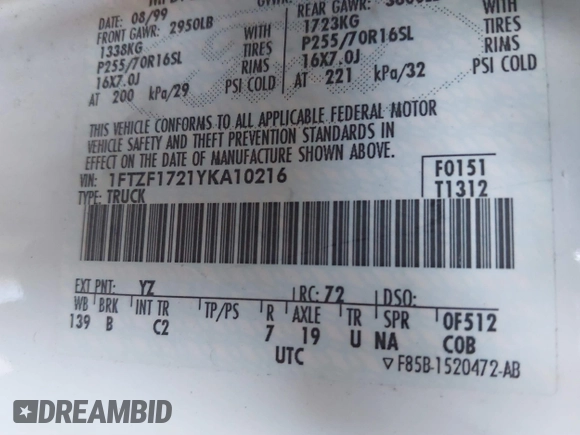 DATE: 08/99
FRONT GAWR: 2950LB
1338KG WITH
P255/70R16SL TIRES
16X7.0J RIMS
AT 200 kPa/29 PSI COLD
REAR GAWR:
1723KG WITH
P255/70R16SL TIRES
16X7.0J RIMS
AT 221 kPa/32 PSI COLD
THIS VEHICLE CONFORMS TO ALL APPLICABLE FEDERAL MOTOR
VEHICLE SAFETY AND THEFT PREVENTION STANDARDS IN
EFFECT ON THE DATE OF MANUFACTURE SHOWN ABOVE.
VIN: 1FTZF1721YKA10216
TYPE: TRUCK
F0151
T1312
EXT PNT: YZ RC: 72 DSO:
WB BRK INT TR TP/PS R AXLE TR SPR 0F512
139 B C2 7 19 U NA COB
UTC
▽F85B-1520472-AB
DREAMBID